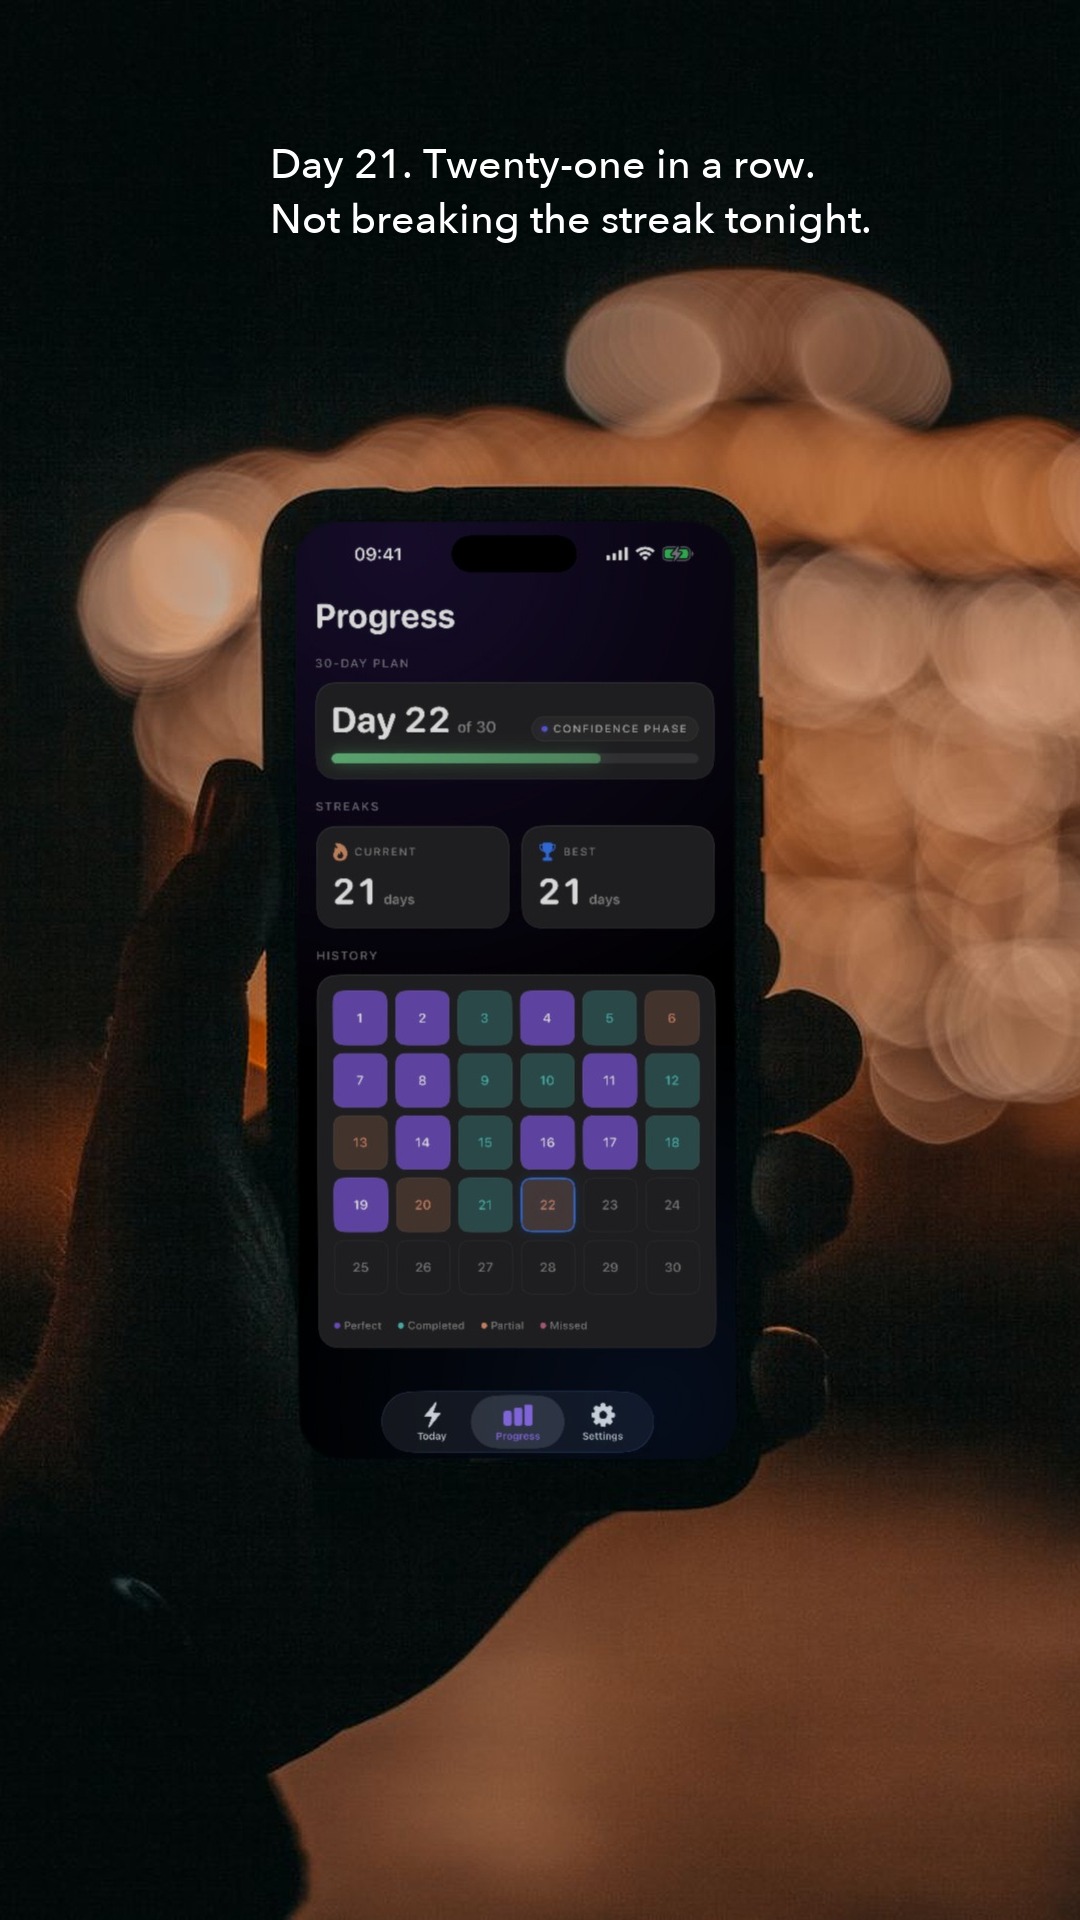 Day 21. Twenty-one in a row.
Not breaking the streak tonight.
09:41
Progress
30-DAY PLAN
Day 22 of 30
CONFIDENCE PHASE
STREAKS
CURRENT
21 days
BEST
21 days
HISTORY
1 2 3 4 5 6
7 8 9 10 11 12
13 14 15 16 17 18
19 20 21 22 23 24
25 26 27 28 29 30
Perfect Completed Partial Missed
Today Progress Settings